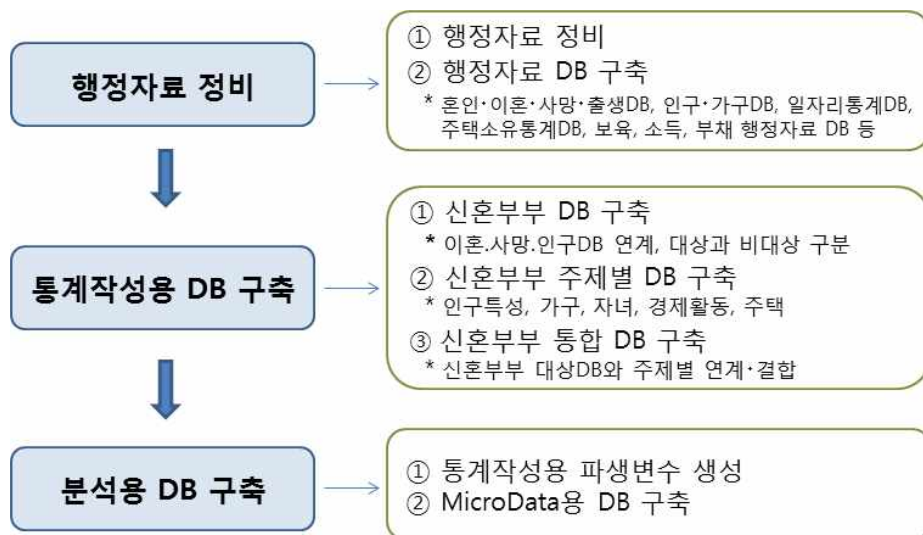 행정자료 정비
① 행정자료 정비
② 행정자료 DB 구축
* 혼인·이혼·사망·출생DB, 인구·가구DB, 일자리통계DB,
주택소유통계DB, 보육, 소득, 부채 행정자료 DB 등
통계작성용 DB 구축
① 신혼부부 DB 구축
* 이혼.사망.인구DB 연계, 대상과 비대상 구분
② 신혼부부 주제별 DB 구축
* 인구특성, 가구, 자녀, 경제활동, 주택
③ 신혼부부 통합 DB 구축
* 신혼부부 대상DB와 주제별 연계·결합
분석용 DB 구축
① 통계작성용 파생변수 생성
② MicroData용 DB 구축